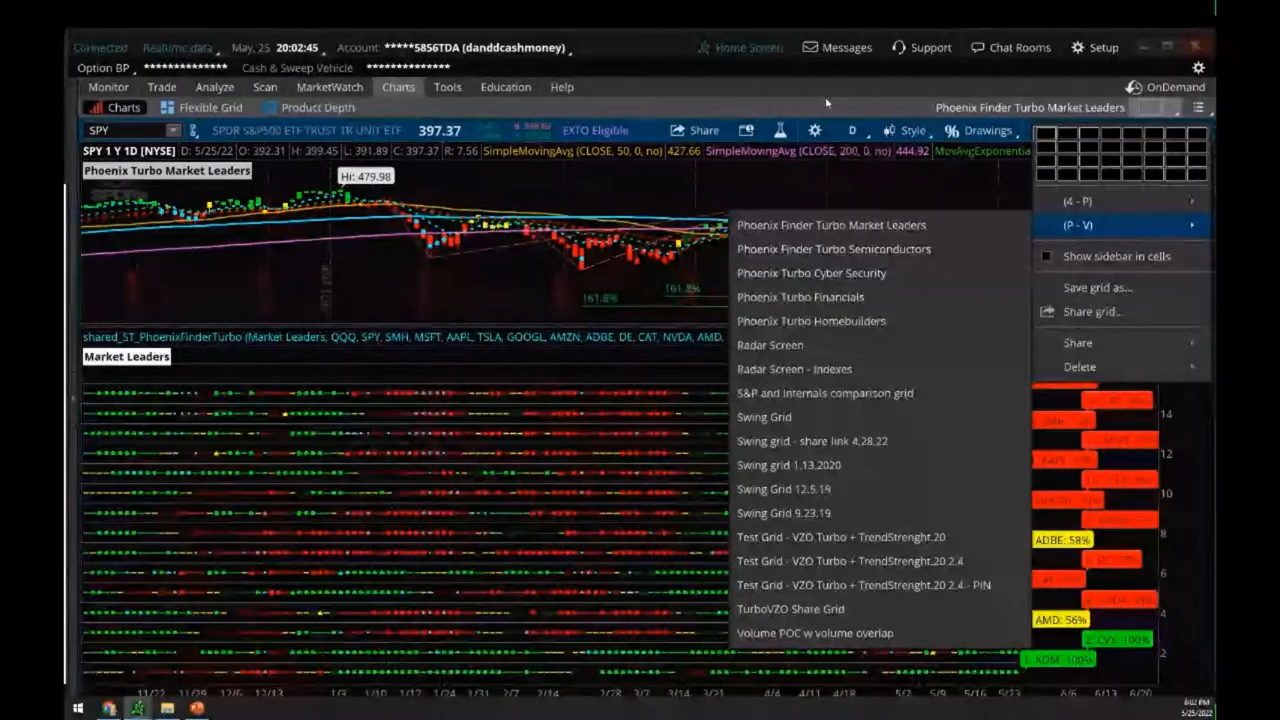 Connected Realtime data May, 25 20:02:45 Account: *****5856TDA (danddcashmoney) Home Screen Messages Support Chat Rooms Setup
Option BP ************** Cash & Sweep Vehicle **************
Monitor Trade Analyze Scan MarketWatch Charts Tools Education Help OnDemand
Charts Flexible Grid Product Depth Phoenix Finder Turbo Market Leaders
SPY SPDR S&P500 ETF TRUST TR UNIT ETF 397.37 EXTO Eligible Share D Style Drawings
SPY 1 Y 1D [NYSE] D: 5/25/22 O: 392.31 H: 399.45 L: 391.89 C: 397.37 R: 7.56 SimpleMovingAvg (CLOSE, 50, 0, no) 427.66 SimpleMovingAvg (CLOSE, 200, 0, no) 444.92 MovAvgExponentia
Phoenix Turbo Market Leaders
Hi: 479.98
161.8%
161.8%
(4 - P)
(P - V)
Show sidebar in cells
Save grid as...
Share grid...
Share
Delete
Phoenix Finder Turbo Market Leaders
Phoenix Finder Turbo Semiconductors
Phoenix Turbo Cyber Security
Phoenix Turbo Financials
Phoenix Turbo Homebuilders
Radar Screen
Radar Screen - Indexes
S&P and Internals comparison grid
Swing Grid
Swing grid - share link 4.28.22
Swing grid 1.13.2020
Swing Grid 12.5.19
Swing Grid 9.23.19
Test Grid - VZO Turbo + TrendStrenght.20
Test Grid - VZO Turbo + TrendStrenght.20 2.4
Test Grid - VZO Turbo + TrendStrenght.20 2.4 - PIN
TurboVZO Share Grid
Volume POC w volume overlap
shared_ST_PhoenixFinderTurbo (Market Leaders, QQQ, SPY, SMH, MSFT, AAPL, TSLA, GOOGL, AMZN, ADBE, DE, CAT, NVDA, AMD,
Market Leaders
14
12
10
ADBE: 58%
8
6
4
AMD: 56%
CVX: 100%
2
XOM: 100%
11/22 11/29 12/6 12/13 1/3 1/10 1/17 1/24 1/31 2/7 2/14 2/28 3/7 3/14 3/21 4/4 4/11 4/18 5/2 5/9 5/16 5/23 6/6 6/13 6/20
8:02 PM
5/25/2022